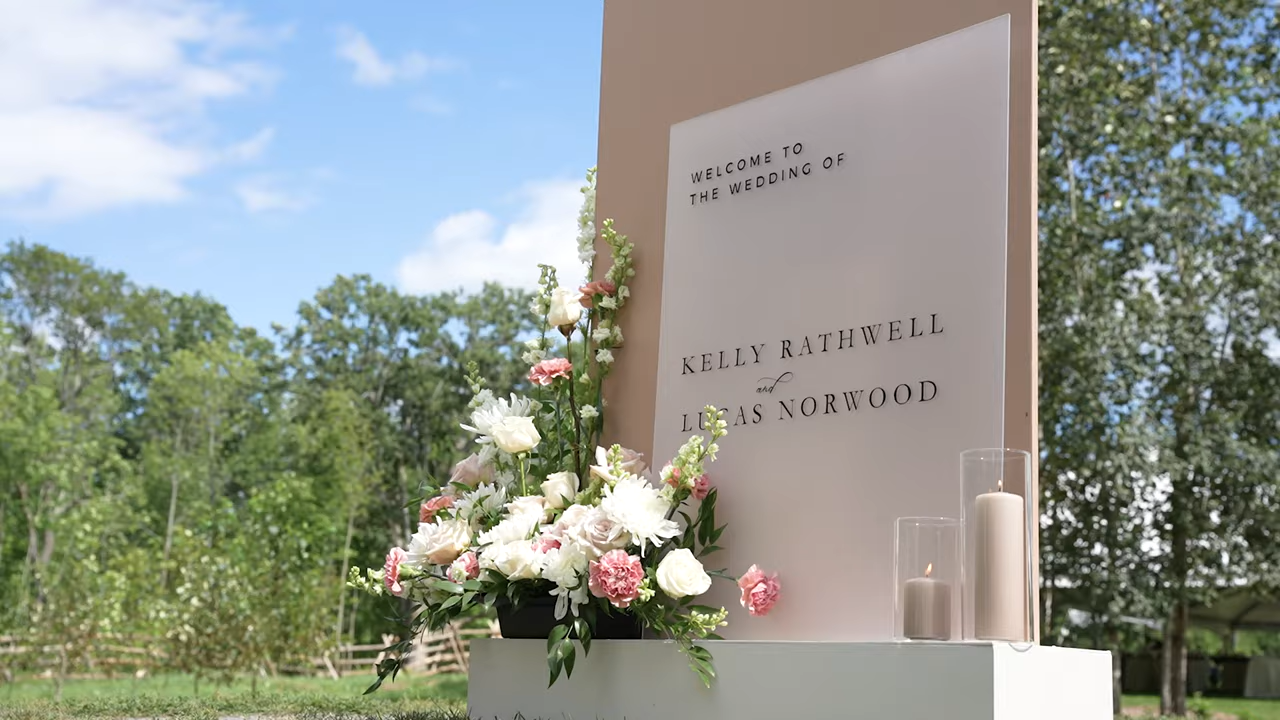 WELCOME TO
THE WEDDING OF
KELLY RATHWELL
and
LUCAS NORWOOD